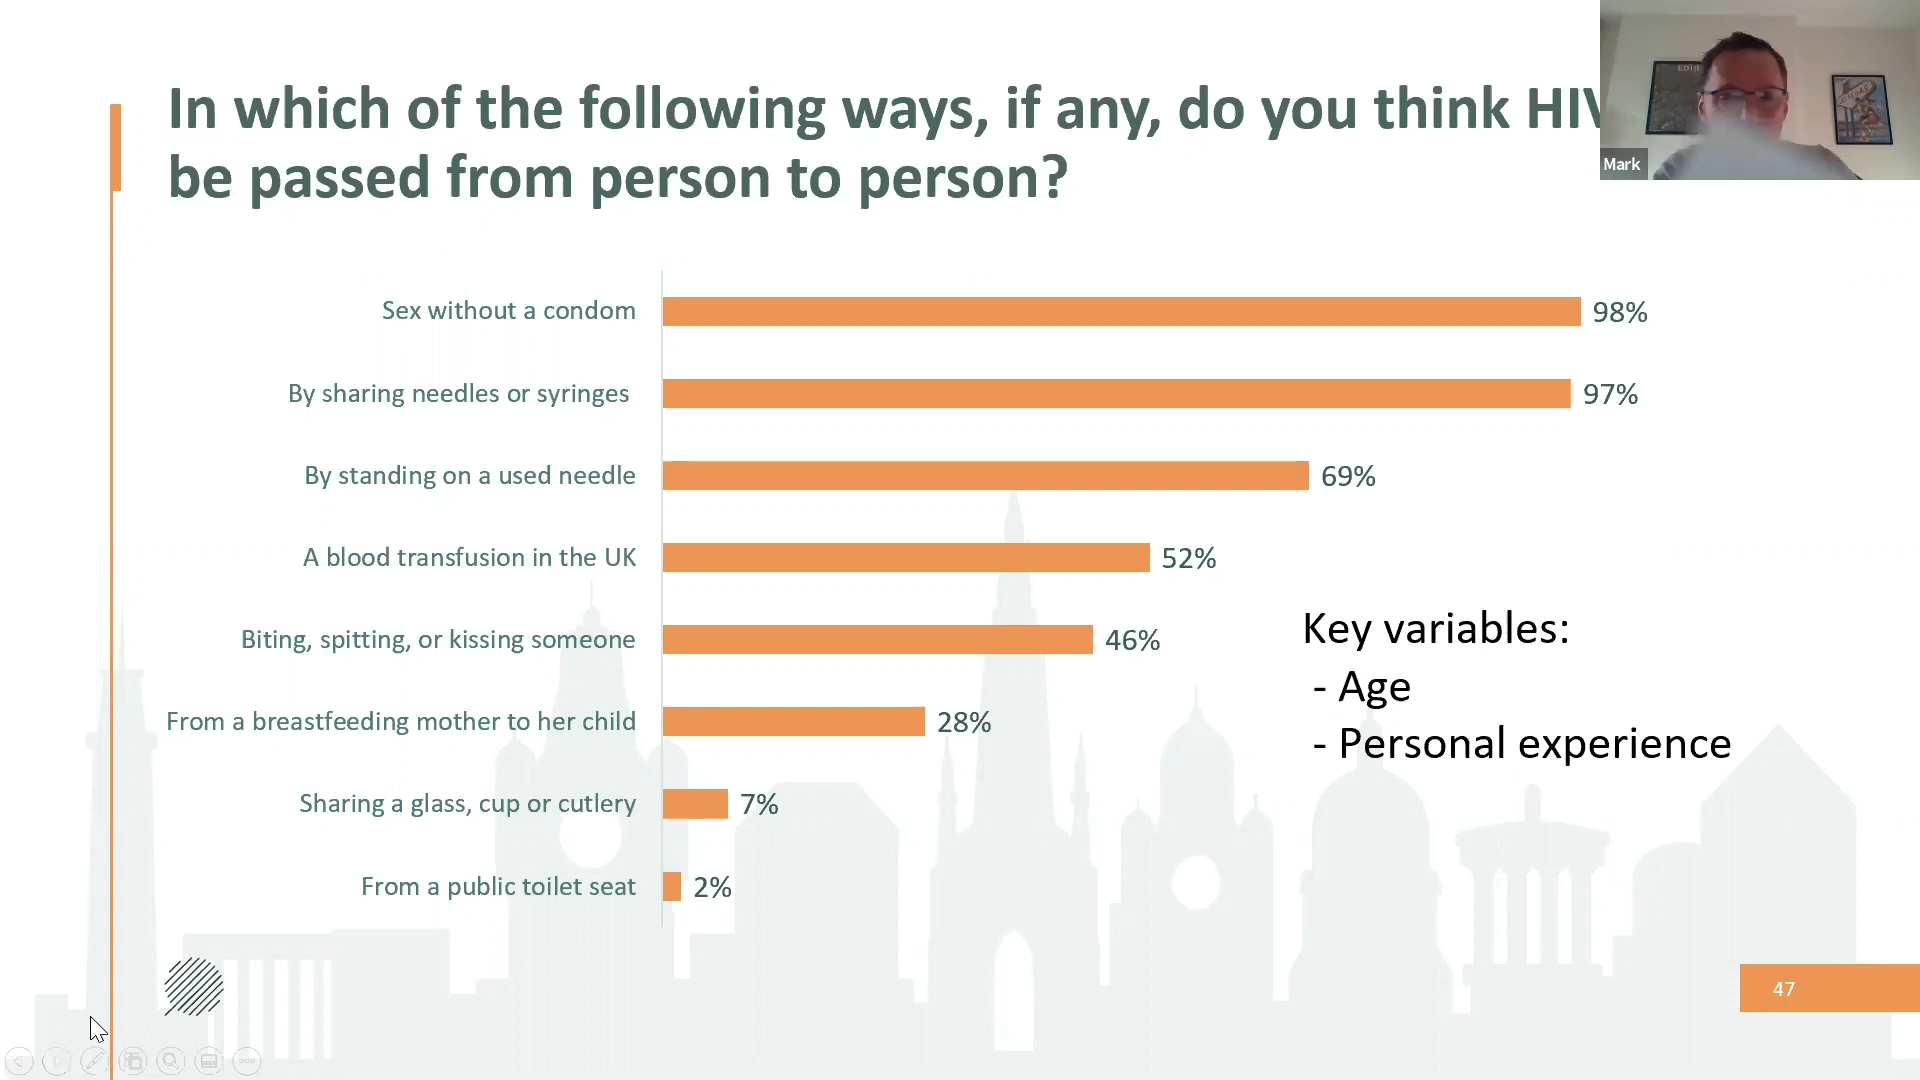 In which of the following ways, if any, do you think HIV
be passed from person to person?
Mark
Sex without a condom 98%
By sharing needles or syringes 97%
By standing on a used needle 69%
A blood transfusion in the UK 52%
Biting, spitting, or kissing someone 46%
From a breastfeeding mother to her child 28%
Sharing a glass, cup or cutlery 7%
From a public toilet seat 2%
Key variables:
- Age
- Personal experience
47